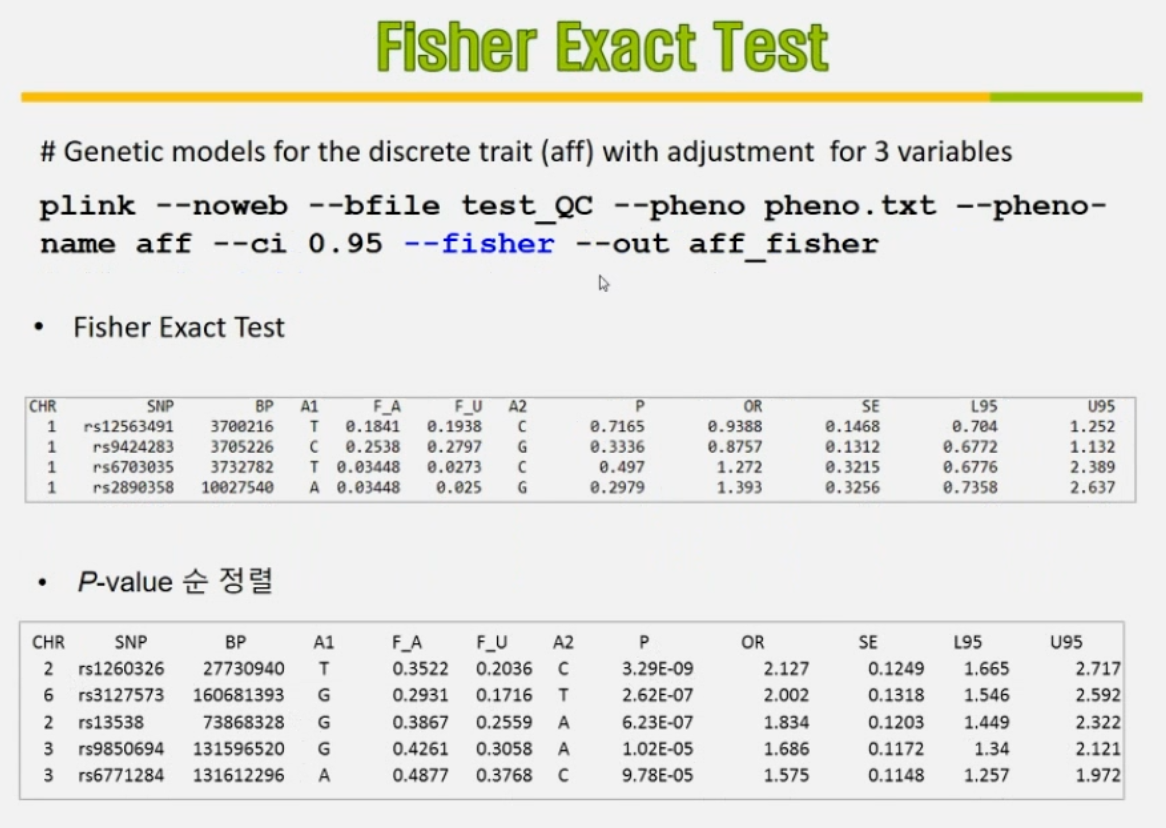 Fisher Exact Test
# Genetic models for the discrete trait (aff) with adjustment for 3 variables
plink --noweb --bfile test_QC --pheno pheno.txt --pheno-
name aff --ci 0.95 --fisher --out aff_fisher
• Fisher Exact Test
CHR SNP BP A1 F_A F_U A2 P OR SE L95 U95
1 rs12563491 3700216 T 0.1841 0.1938 C 0.7165 0.9388 0.1468 0.704 1.252
1 rs9424283 3705226 C 0.2538 0.2797 G 0.3336 0.8757 0.1312 0.6772 1.132
1 rs6703035 3732782 T 0.03448 0.0273 C 0.497 1.272 0.3215 0.6776 2.389
1 rs2890358 10027540 A 0.03448 0.025 G 0.2979 1.393 0.3256 0.7358 2.637
• P-value 순 정렬
CHR SNP BP A1 F_A F_U A2 P OR SE L95 U95
2 rs1260326 27730940 T 0.3522 0.2036 C 3.29E-09 2.127 0.1249 1.665 2.717
6 rs3127573 160681393 G 0.2931 0.1716 T 2.62E-07 2.002 0.1318 1.546 2.592
2 rs13538 73868328 G 0.3867 0.2559 A 6.23E-07 1.834 0.1203 1.449 2.322
3 rs9850694 131596520 G 0.4261 0.3058 A 1.02E-05 1.686 0.1172 1.34 2.121
3 rs6771284 131612296 A 0.4877 0.3768 C 9.78E-05 1.575 0.1148 1.257 1.972